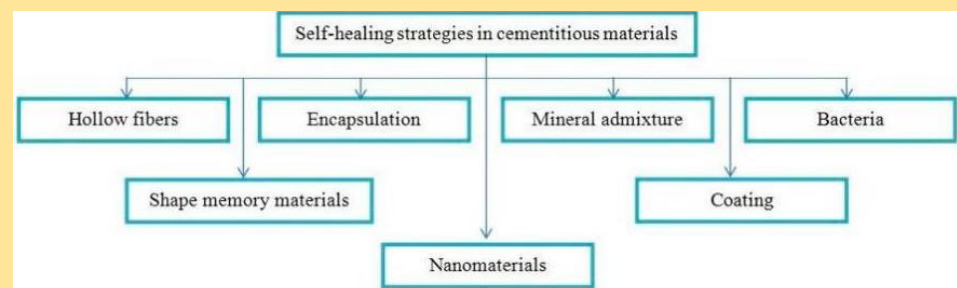 Self-healing strategies in cementitious materials
Hollow fibers
Encapsulation
Mineral admixture
Bacteria
Shape memory materials
Coating
Nanomaterials